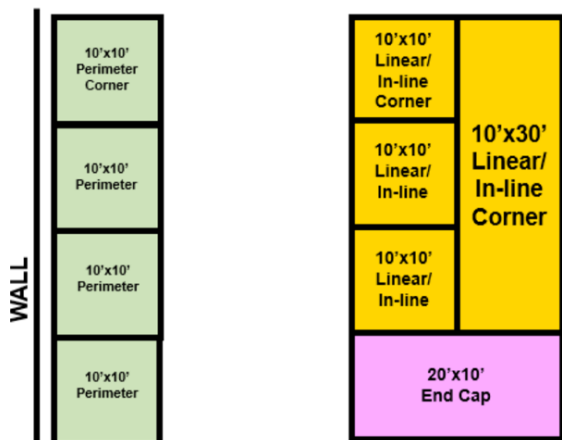 WALL
10'x10'
Perimeter
Corner
10'x10'
Perimeter
10'x10'
Perimeter
10'x10'
Perimeter
10'x10'
Linear/
In-line
Corner
10'x10'
Linear/
In-line
10'x10'
Linear/
In-line
10'x30'
Linear/
In-line
Corner
20'x10'
End Cap